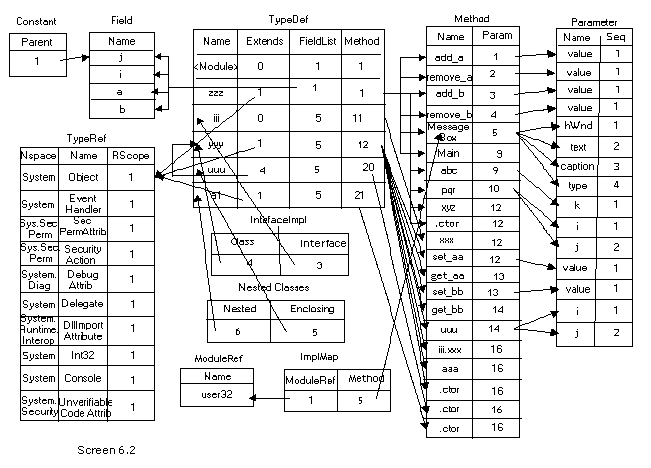 Constant
Parent
1
Field
Name
j
i
a
b
TypeDef
Name Extends FieldList Method
<Module> 0 1 1
zzz 1 1 1
iii 0 5 11
yyy 1 5 12
uuu 4 5 20
a1 1 5 21
Method
Name Param
add_a 1
remove_a 2
add_b 3
remove_b 4
Message Box 5
Main 9
abc 9
pqr 10
xyz 12
.ctor 12
xxx 12
set_aa 12
get_aa 13
set_bb 13
get_bb 14
uuu 14
iii.xxx 16
aaa 16
.ctor 16
.ctor 16
.ctor 16
Parameter
Name Seq
value 1
value 1
value 1
value 1
hWnd 1
text 2
caption 3
type 4
k 1
i 1
j 2
value 1
value 1
i 1
j 2
TypeRef
Nspace Name RScope
System Object 1
System Event Handler 1
Sys.Sec Perm Sec PermAttrib 1
Sys.Sec Perm Security Action 1
System. Diag Debug Attrib 1
System Delegate 1
System. Runtime. Interop DllImport Attribute 1
System Int32 1
System Console 1
System. Security Unverifiable Code Attrib 1
IntefaceImpl
Class Interface
4 3
Nested Classes
Nested Enclosing
6 5
ModuleRef
Name
user32
ImplMap
ModuleRef Method
1 5
Screen 6.2